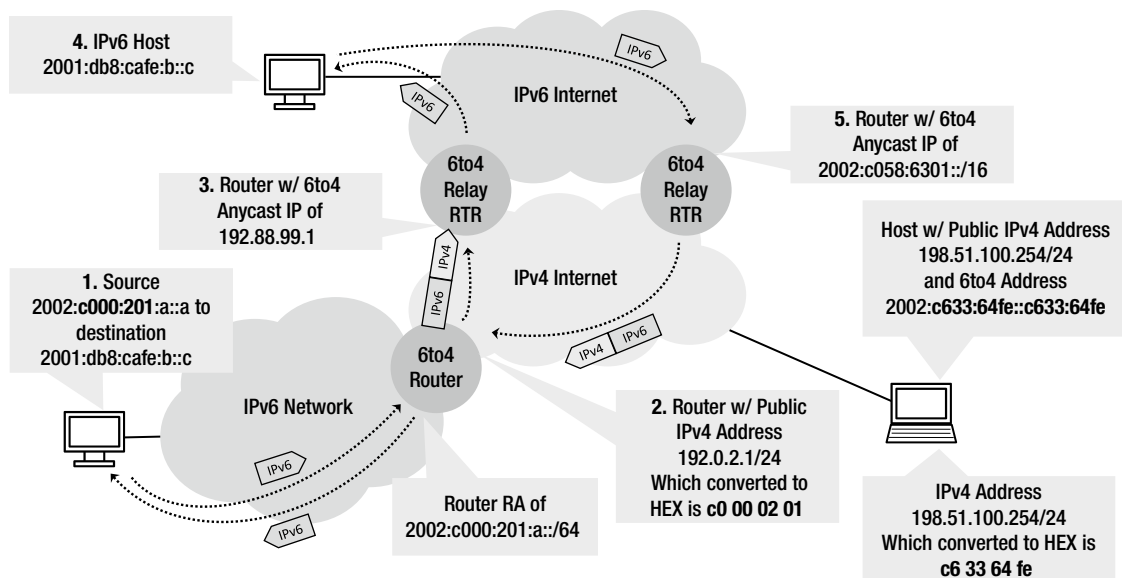 4. IPv6 Host
2001:db8:cafe:b::c
IPv6
IPv6
IPv6 Internet
5. Router w/ 6to4
Anycast IP of
2002:c058:6301::/16
6to4
Relay
RTR
6to4
Relay
RTR
3. Router w/ 6to4
Anycast IP of
192.88.99.1
Host w/ Public IPv4 Address
198.51.100.254/24
and 6to4 Address
2002:c633:64fe::c633:64fe
IPv4 Internet
IPv4
IPv6
1. Source
2002:c000:201:a::a to
destination
2001:db8:cafe:b::c
IPv4 IPv6
6to4
Router
IPv6 Network
2. Router w/ Public
IPv4 Address
192.0.2.1/24
Which converted to
HEX is c0 00 02 01
IPv6
IPv6
Router RA of
2002:c000:201:a::/64
IPv4 Address
198.51.100.254/24
Which converted to HEX is
c6 33 64 fe